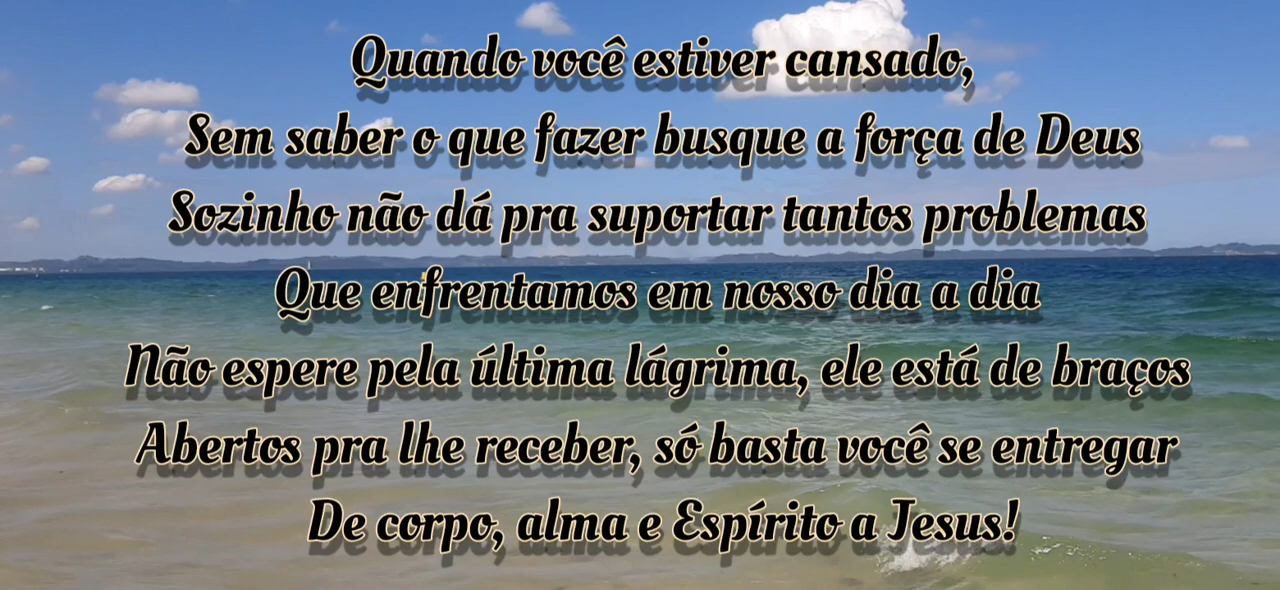 Quando você estiver cansado,
Sem saber o que fazer busque a força de Deus
Sozinho não dá pra suportar tantos problemas
Que enfrentamos em nosso dia a dia
Não espere pela última lágrima, ele está de braços
Abertos pra lhe receber, só basta você se entregar
De corpo, alma e Espírito a Jesus!